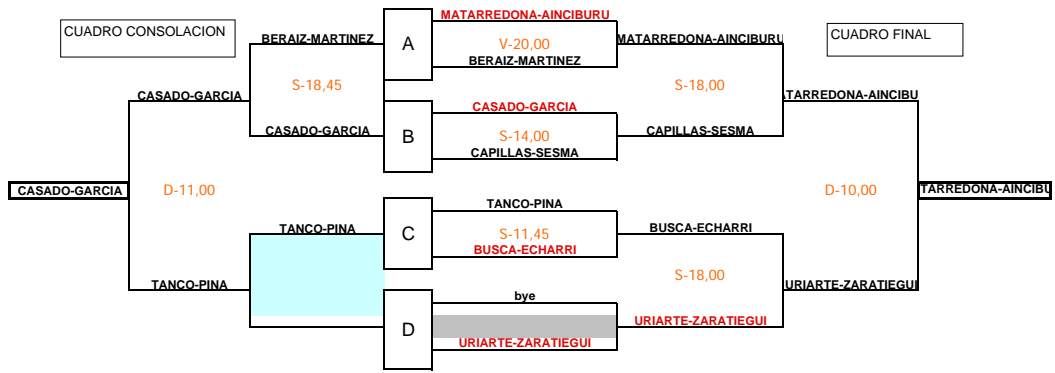 MATARREDONA-AINCIBURU
CUADRO CONSOLACION
CUADRO FINAL
BERAIZ-MARTINEZ
A
V-20,00
MATARREDONA-AINCIBURU
BERAIZ-MARTINEZ
S-18,45
S-18,00
CASADO-GARCIA
CASADO-GARCIA
ATARREDONA-AINCIBU
CASADO-GARCIA
B
S-14,00
CAPILLAS-SESMA
CAPILLAS-SESMA
CASADO-GARCIA
D-11,00
D-10,00
TARREDONA-AINCIBU
TANCO-PINA
TANCO-PINA
C
S-11,45
BUSCA-ECHARRI
BUSCA-ECHARRI
S-18,00
TANCO-PINA
URIARTE-ZARATIEGUI
bye
D
URIARTE-ZARATIEGUI
URIARTE-ZARATIEGUI